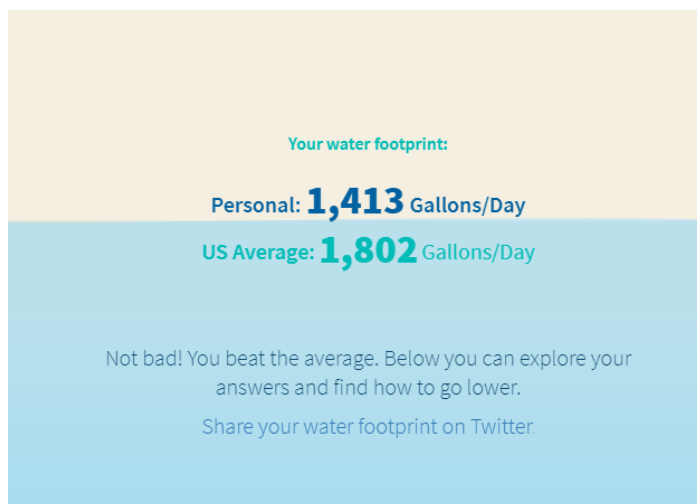 Your water footprint:
Personal: 1,413 Gallons/Day
US Average: 1,802 Gallons/Day
Not bad! You beat the average. Below you can explore your
answers and find how to go lower.
Share your water footprint on Twitter.